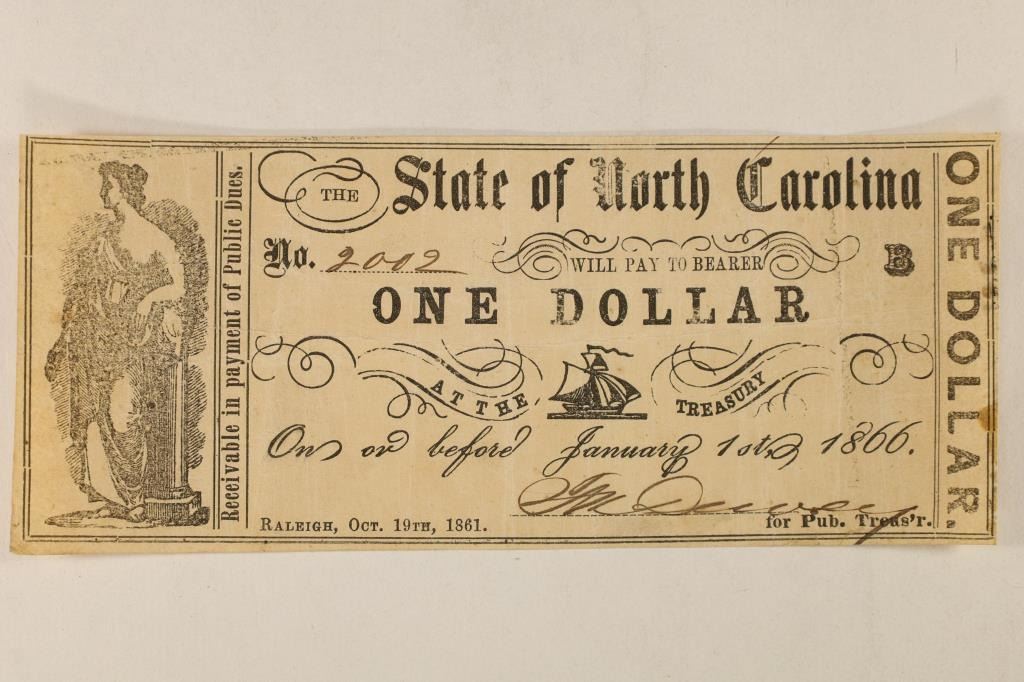 Receivable in payment of Public Dues.
THE State of North Carolina
No. 2002
WILL PAY TO BEARER
B
ONE DOLLAR
AT THE TREASURY
On or before January 1st, 1866.
RALEIGH, OCT. 19TH, 1861.
for Pub. Treas'r.
ONE DOLLAR.